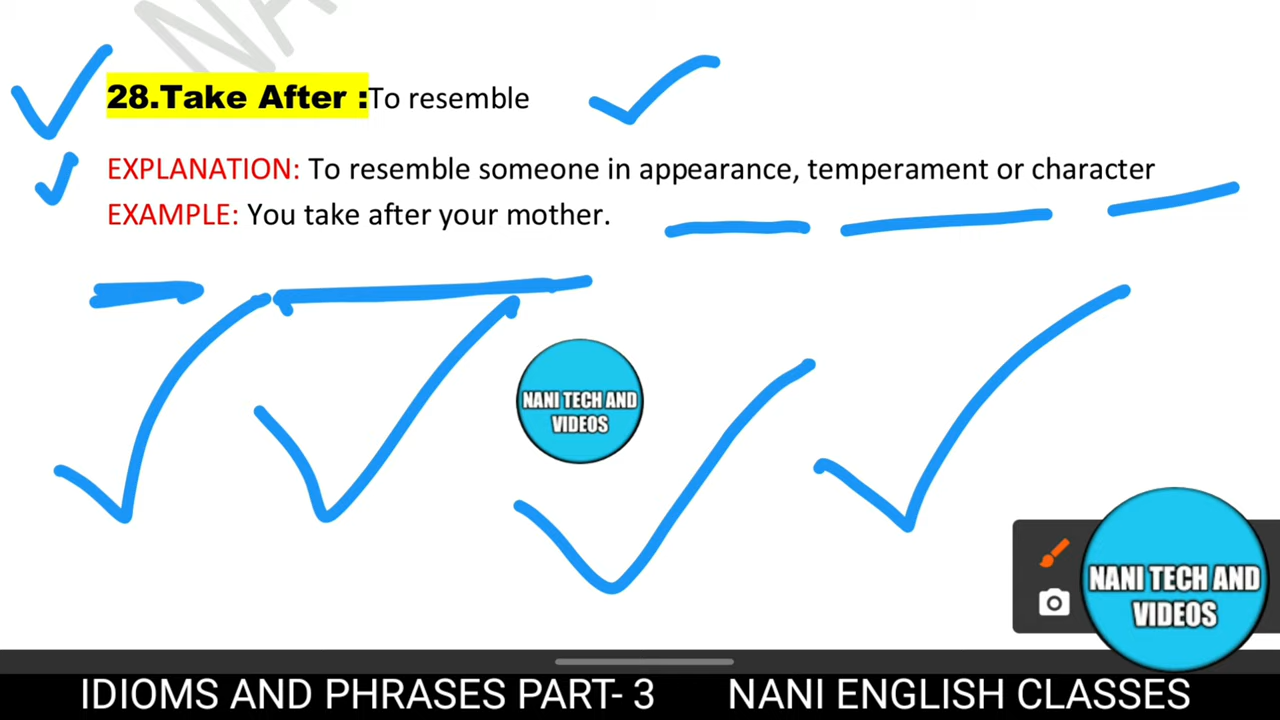 28.Take After :To resemble
EXPLANATION: To resemble someone in appearance, temperament or character
EXAMPLE: You take after your mother.
NANI TECH AND
VIDEOS
NANI TECH AND
VIDEOS
IDIOMS AND PHRASES PART- 3 NANI ENGLISH CLASSES